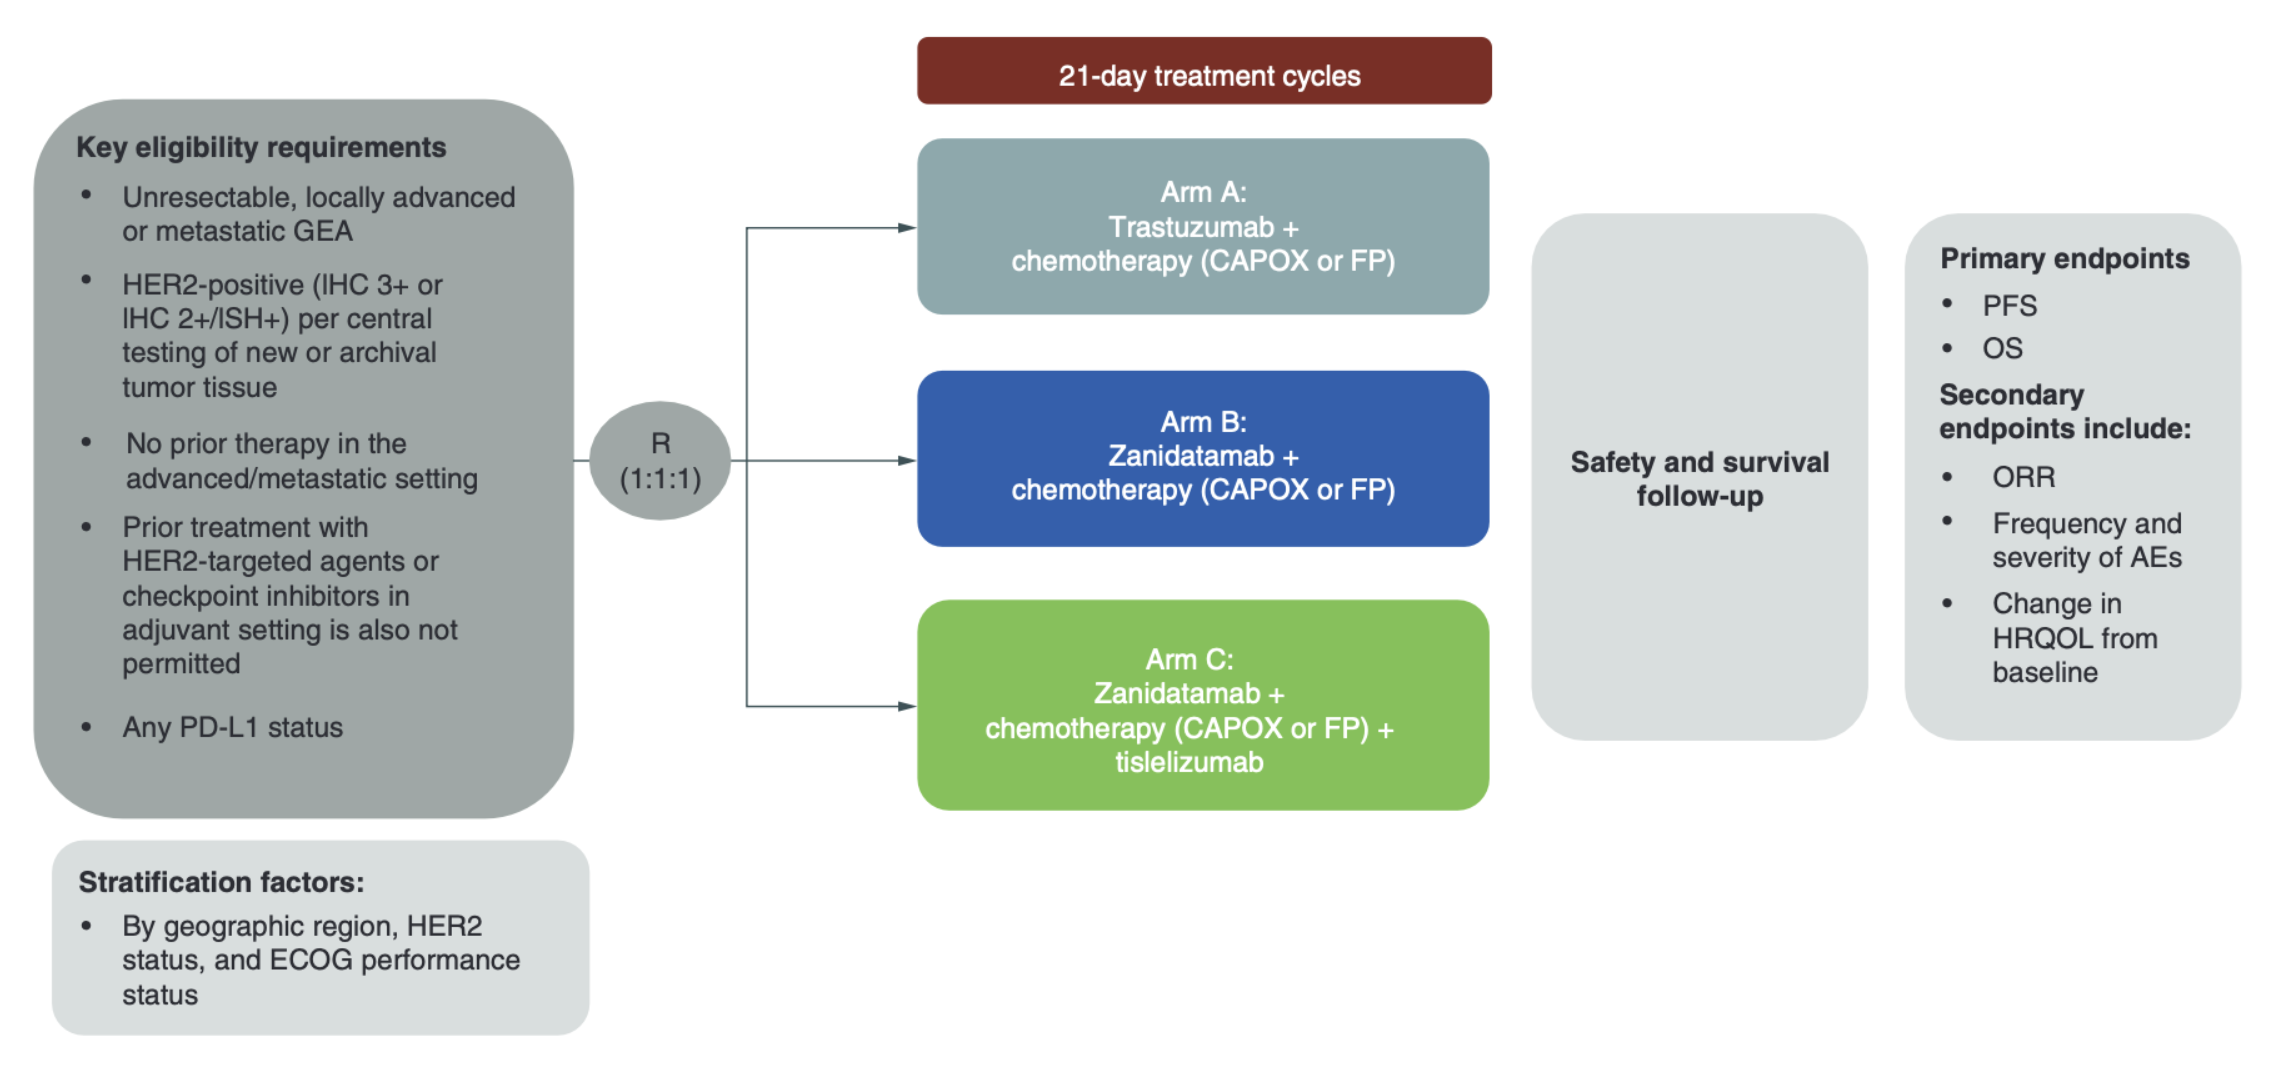 21-day treatment cycles
Key eligibility requirements
• Unresectable, locally advanced
or metastatic GEA
• HER2-positive (IHC 3+ or
IHC 2+/ISH+) per central
testing of new or archival
tumor tissue
• No prior therapy in the
advanced/metastatic setting
• Prior treatment with
HER2-targeted agents or
checkpoint inhibitors in
adjuvant setting is also not
permitted
• Any PD-L1 status
Stratification factors:
• By geographic region, HER2
status, and ECOG performance
status
R
(1:1:1)
Arm A:
Trastuzumab +
chemotherapy (CAPOX or FP)
Arm B:
Zanidatamab +
chemotherapy (CAPOX or FP)
Arm C:
Zanidatamab +
chemotherapy (CAPOX or FP) +
tislelizumab
Safety and survival
follow-up
Primary endpoints
• PFS
• OS
Secondary
endpoints include:
• ORR
• Frequency and
severity of AEs
• Change in
HRQOL from
baseline